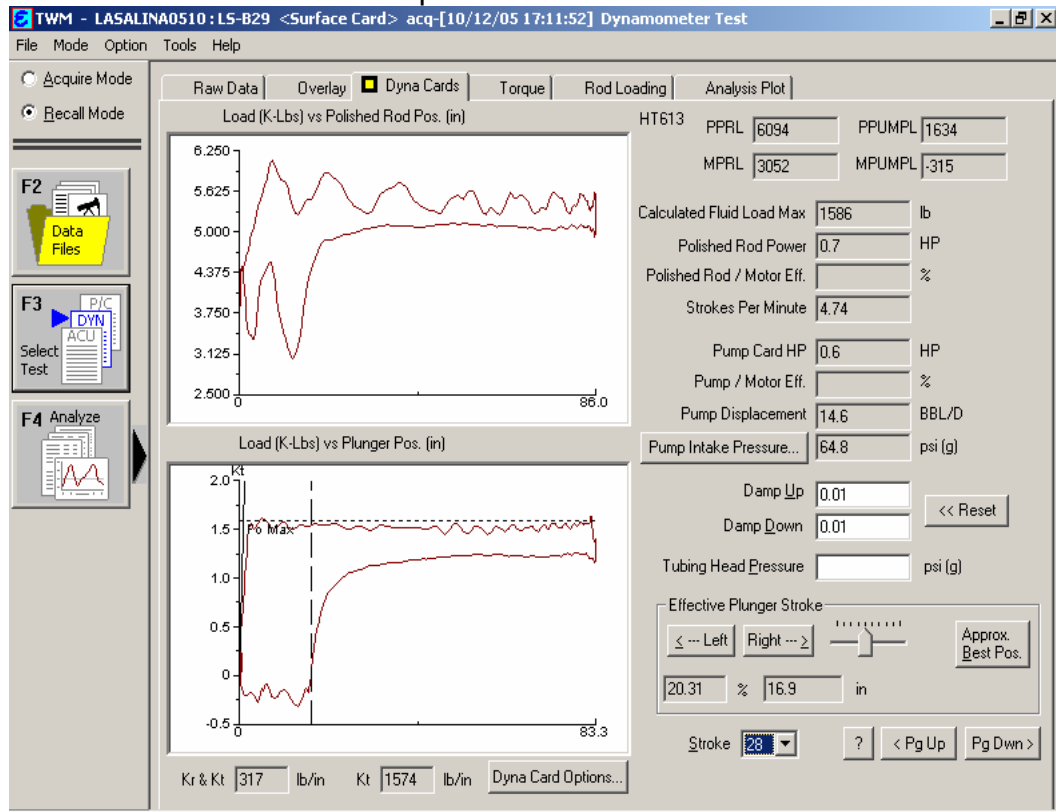 TWM - LASALINA0510 : LS-B29 <Surface Card> acq-[10/12/05 17:11:52] Dynamometer Test
File Mode Option Tools Help
Acquire Mode
Recall Mode
F2
Data
Files
F3
P/C
DYN
ACU
Select
Test
F4 Analyze
Raw Data Overlay Dyna Cards Torque Rod Loading Analysis Plot
Load (K-Lbs) vs Polished Rod Pos. (in)
6.250
5.625
5.000
4.375
3.750
3.125
2.500
0 86.0
Load (K-Lbs) vs Plunger Pos. (in)
Kt
2.0
Fo Max
1.5
1.0
0.5
0
-0.5
0 83.3
Kr & Kt 317 lb/in Kt 1574 lb/in Dyna Card Options...
HT613 PPRL 6094 PPUMPL 1634
MPRL 3052 MPUMPL -315
Calculated Fluid Load Max 1586 lb
Polished Rod Power 0.7 HP
Polished Rod / Motor Eff. %
Strokes Per Minute 4.74
Pump Card HP 0.6 HP
Pump / Motor Eff. %
Pump Displacement 14.6 BBL/D
Pump Intake Pressure... 64.8 psi (g)
Damp Up 0.01
<< Reset
Damp Down 0.01
Tubing Head Pressure psi (g)
Effective Plunger Stroke
< --- Left Right --- >
Approx.
Best Pos.
20.31 % 16.9 in
Stroke 28 ? < Pg Up Pg Dwn >